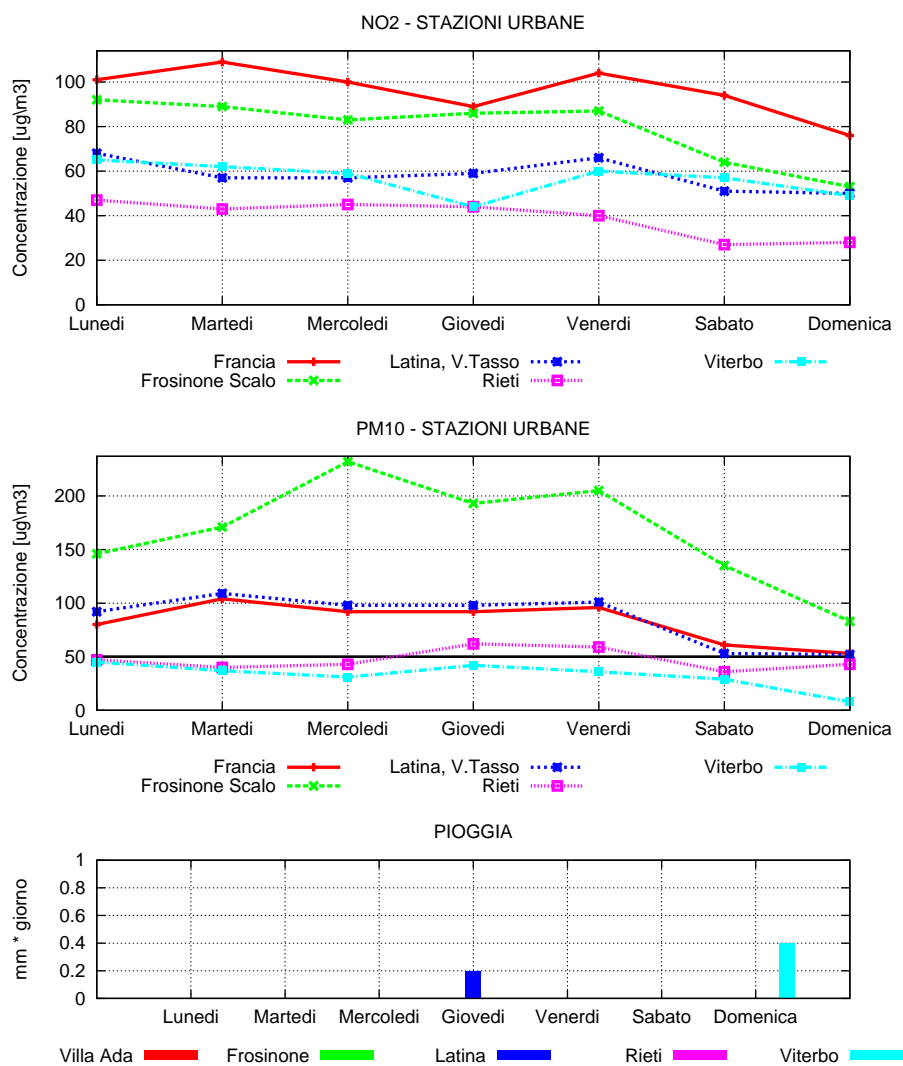 NO2 - STAZIONI URBANE
Concentrazione [ug\m3]
100
80
60
40
20
0
Lunedi Martedi Mercoledi Giovedi Venerdi Sabato Domenica
Francia Latina, V.Tasso Viterbo
Frosinone Scalo Rieti
PM10 - STAZIONI URBANE
Concentrazione [ug\m3]
200
150
100
50
0
Lunedi Martedi Mercoledi Giovedi Venerdi Sabato Domenica
Francia Latina, V.Tasso Viterbo
Frosinone Scalo Rieti
PIOGGIA
mm * giorno
1
0.8
0.6
0.4
0.2
0
Lunedi Martedi Mercoledi Giovedi Venerdi Sabato Domenica
Villa Ada Frosinone Latina Rieti Viterbo